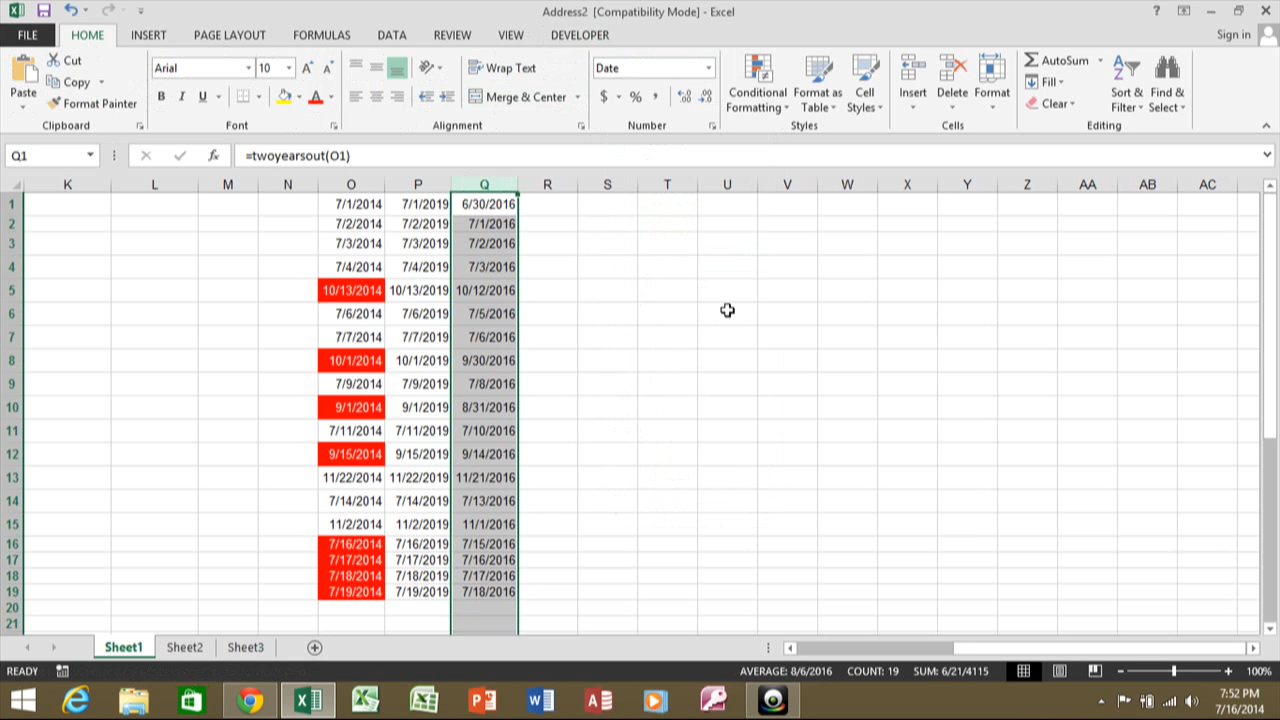 Address2 [Compatibility Mode] - Excel
?
FILE HOME INSERT PAGE LAYOUT FORMULAS DATA REVIEW VIEW DEVELOPER Sign in
Paste
Cut
Copy
Format Painter
Clipboard
Arial 10
B I U
Font
Wrap Text
Merge & Center
Alignment
Date
$ % ,
Number
Conditional Formatting
Format as Table
Cell Styles
Styles
Insert Delete Format
Cells
AutoSum
Fill
Clear
Sort & Filter
Find & Select
Editing
Q1 fx =twoyearsout(O1)
K L M N O P Q R S T U V W X Y Z AA AB AC
1 7/1/2014 7/1/2019 6/30/2016
2 7/2/2014 7/2/2019 7/1/2016
3 7/3/2014 7/3/2019 7/2/2016
4 7/4/2014 7/4/2019 7/3/2016
5 10/13/2014 10/13/2019 10/12/2016
6 7/6/2014 7/6/2019 7/5/2016
7 7/7/2014 7/7/2019 7/6/2016
8 10/1/2014 10/1/2019 9/30/2016
9 7/9/2014 7/9/2019 7/8/2016
10 9/1/2014 9/1/2019 8/31/2016
11 7/11/2014 7/11/2019 7/10/2016
12 9/15/2014 9/15/2019 9/14/2016
13 11/22/2014 11/22/2019 11/21/2016
14 7/14/2014 7/14/2019 7/13/2016
15 11/2/2014 11/2/2019 11/1/2016
16 7/16/2014 7/16/2019 7/15/2016
17 7/17/2014 7/17/2019 7/16/2016
18 7/18/2014 7/18/2019 7/17/2016
19 7/19/2014 7/19/2019 7/18/2016
20
21
Sheet1 Sheet2 Sheet3
READY AVERAGE: 8/6/2016 COUNT: 19 SUM: 6/21/4115 100%
7:52 PM
7/16/2014